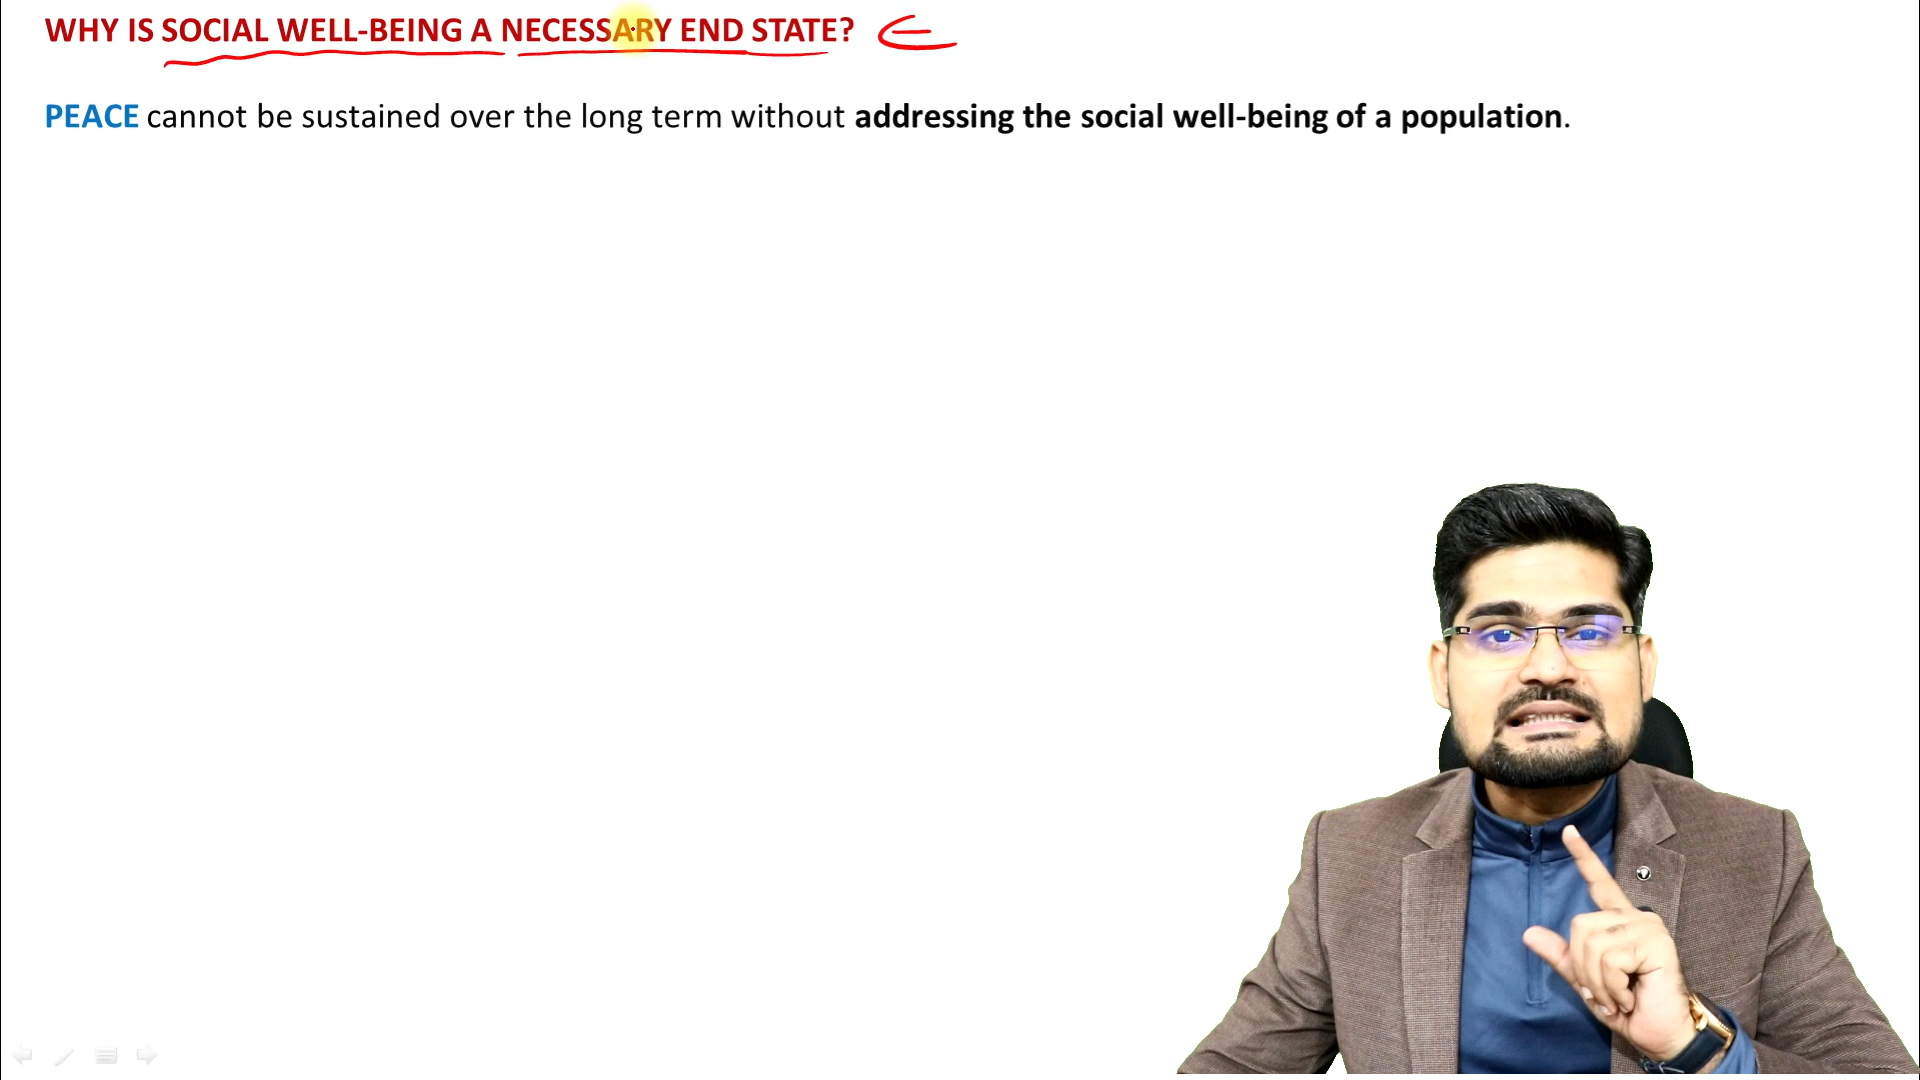 WHY IS SOCIAL WELL-BEING A NECESSARY END STATE?
PEACE cannot be sustained over the long term without addressing the social well-being of a population.